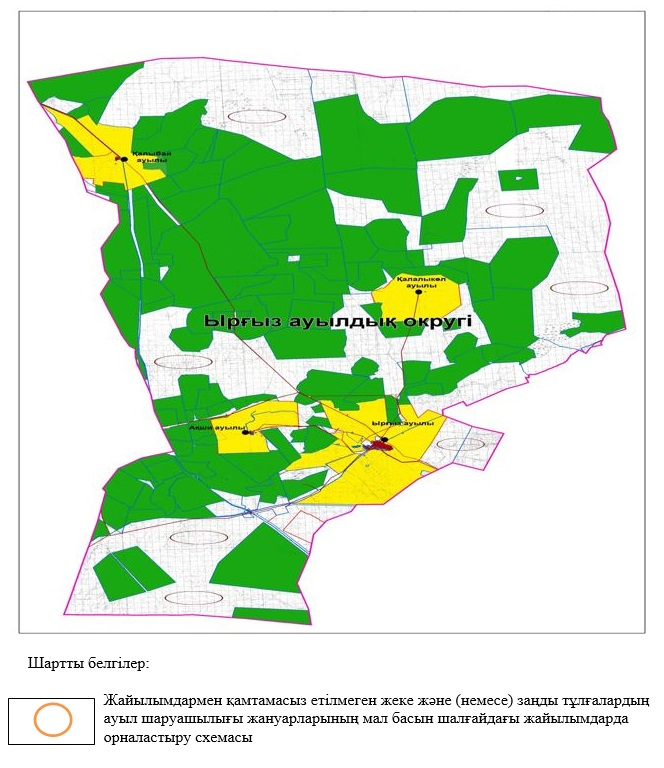 Қалыбай
ауылы
Қалалыкөл
ауылы
Ырғыз ауылдық округі
Ақши ауылы
Ырғыз ауылы
Шартты белгілер:
Жайылымдармен қамтамасыз етілмеген жеке және (немесе) заңды тұлғалардың
ауыл шаруашылығы жануарларының мал басын шалғайдағы жайылымдарда
орналастыру схемасы